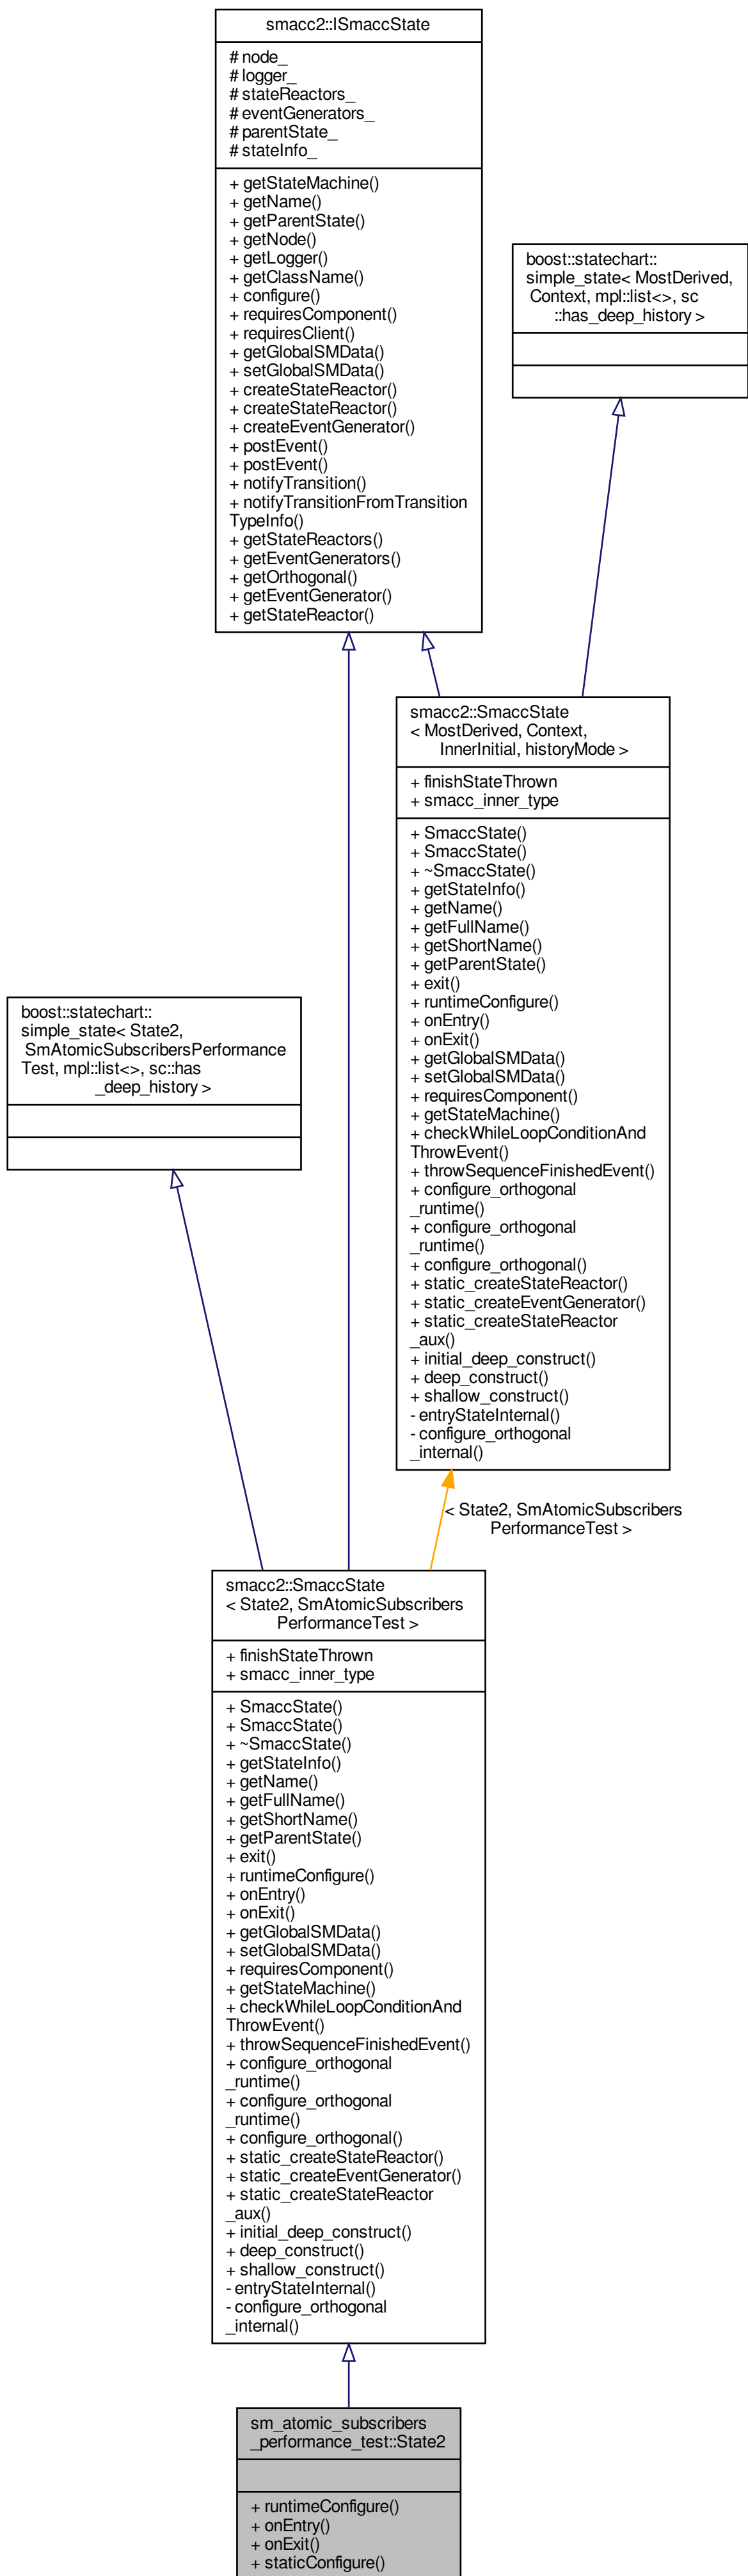 smacc2::ISmaccState
# node_
# logger_
# stateReactors_
# eventGenerators_
# parentState_
# stateInfo_
+ getStateMachine()
+ getName()
+ getParentState()
+ getNode()
+ getLogger()
+ getClassName()
+ configure()
+ requiresComponent()
+ requiresClient()
+ getGlobalSMData()
+ setGlobalSMData()
+ createStateReactor()
+ createStateReactor()
+ createEventGenerator()
+ postEvent()
+ postEvent()
+ notifyTransition()
+ notifyTransitionFromTransition
TypeInfo()
+ getStateReactors()
+ getEventGenerators()
+ getOrthogonal()
+ getEventGenerator()
+ getStateReactor()
boost::statechart::
simple_state< MostDerived,
Context, mpl::list<>, sc
::has_deep_history >
smacc2::SmaccState
< MostDerived, Context,
InnerInitial, historyMode >
+ finishStateThrown
+ smacc_inner_type
+ SmaccState()
+ SmaccState()
+ ~SmaccState()
+ getStateInfo()
+ getName()
+ getFullName()
+ getShortName()
+ getParentState()
+ exit()
+ runtimeConfigure()
+ onEntry()
+ onExit()
+ getGlobalSMData()
+ setGlobalSMData()
+ requiresComponent()
+ getStateMachine()
+ checkWhileLoopConditionAnd
ThrowEvent()
+ throwSequenceFinishedEvent()
+ configure_orthogonal
_runtime()
+ configure_orthogonal
_runtime()
+ configure_orthogonal()
+ static_createStateReactor()
+ static_createEventGenerator()
+ static_createStateReactor
_aux()
+ initial_deep_construct()
+ deep_construct()
+ shallow_construct()
- entryStateInternal()
- configure_orthogonal
_internal()
boost::statechart::
simple_state< State2,
SmAtomicSubscribersPerformance
Test, mpl::list<>, sc::has
_deep_history >
< State2, SmAtomicSubscribers
PerformanceTest >
smacc2::SmaccState
< State2, SmAtomicSubscribers
PerformanceTest >
+ finishStateThrown
+ smacc_inner_type
+ SmaccState()
+ SmaccState()
+ ~SmaccState()
+ getStateInfo()
+ getName()
+ getFullName()
+ getShortName()
+ getParentState()
+ exit()
+ runtimeConfigure()
+ onEntry()
+ onExit()
+ getGlobalSMData()
+ setGlobalSMData()
+ requiresComponent()
+ getStateMachine()
+ checkWhileLoopConditionAnd
ThrowEvent()
+ throwSequenceFinishedEvent()
+ configure_orthogonal
_runtime()
+ configure_orthogonal
_runtime()
+ configure_orthogonal()
+ static_createStateReactor()
+ static_createEventGenerator()
+ static_createStateReactor
_aux()
+ initial_deep_construct()
+ deep_construct()
+ shallow_construct()
- entryStateInternal()
- configure_orthogonal
_internal()
sm_atomic_subscribers
_performance_test::State2
+ runtimeConfigure()
+ onEntry()
+ onExit()
+ staticConfigure()